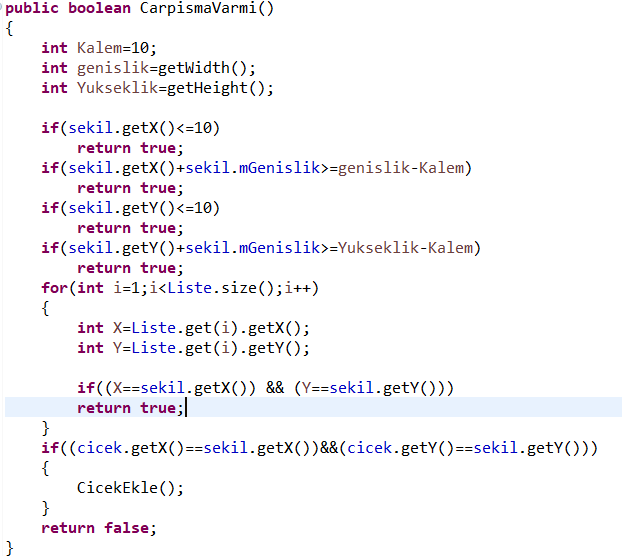 public boolean CarpismaVarmi()
{
    int Kalem=10;
    int genislik=getWidth();
    int Yukseklik=getHeight();

    if(sekil.getX()<=10)
        return true;
    if(sekil.getX()+sekil.mGenislik>=genislik-Kalem)
        return true;
    if(sekil.getY()<=10)
        return true;
    if(sekil.getY()+sekil.mGenislik>=Yukseklik-Kalem)
        return true;
    for(int i=1;i<Liste.size();i++)
    {
        int X=Liste.get(i).getX();
        int Y=Liste.get(i).getY();

        if((X==sekil.getX()) && (Y==sekil.getY()))
        return true;
    }
    if((cicek.getX()==sekil.getX())&&(cicek.getY()==sekil.getY()))
    {
        CicekEkle();
    }
    return false;
}